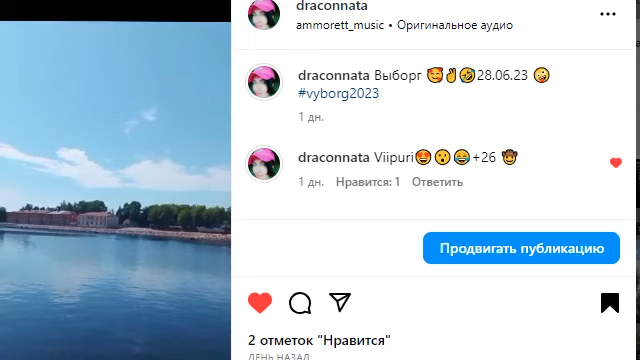 draconnata
ammorett_music • Оригинальное аудио
draconnata Выборг 🥰✌️🤣28.06.23 🤪
#vyborg2023
1 дн.
draconnata Viipuri😍😮😂+26 🤠
1 дн. Нравится: 1 Ответить
Продвигать публикацию
2 отметок "Нравится"
ДЕНЬ НАЗАД